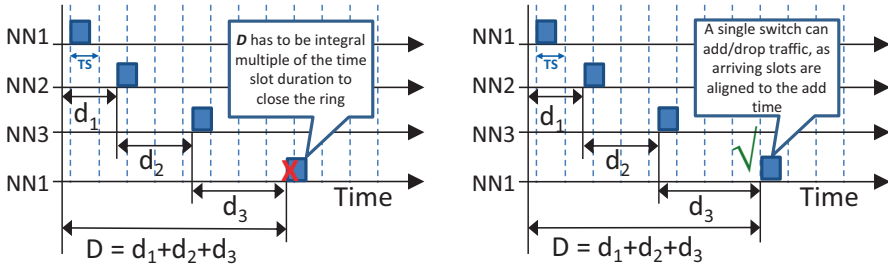 NN1
TS
NN2
d1
NN3
d2
NN1
d3
Time
D = d1+d2+d3
D has to be integral
multiple of the time
slot duration to
close the ring
X
NN1
TS
NN2
d1
NN3
d2
NN1
d3
Time
D = d1+d2+d3
A single switch can
add/drop traffic, as
arriving slots are
aligned to the add
time